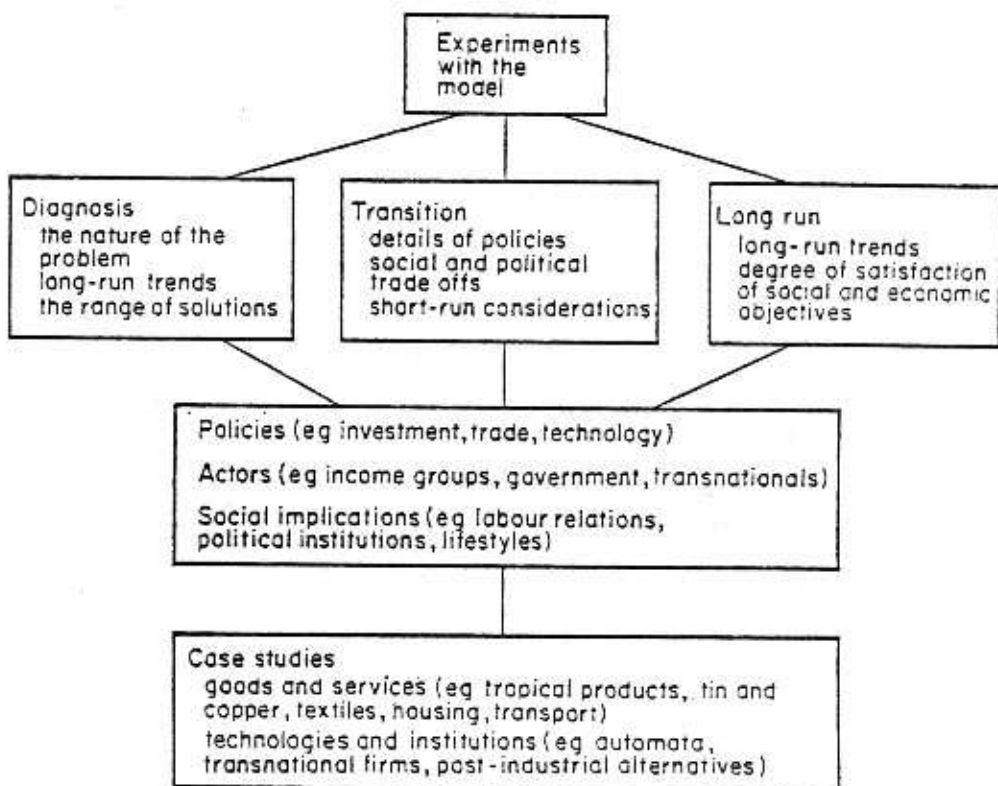 Experiments
with the
model
Diagnosis
the nature of the
problem
long-run trends
the range of solutions
Transition
details of policies
social and political
trade offs
short-run considerations
Long run
long-run trends
degree of satisfaction
of social and economic
objectives
Policies (eg investment, trade, technology)
Actors (eg income groups, government, transnationals)
Social implications (eg labour relations,
political institutions, lifestyles)
Case studies
goods and services (eg tropical products, tin and
copper, textiles, housing, transport)
technologies and institutions (eg automata,
transnational firms, post-industrial alternatives)